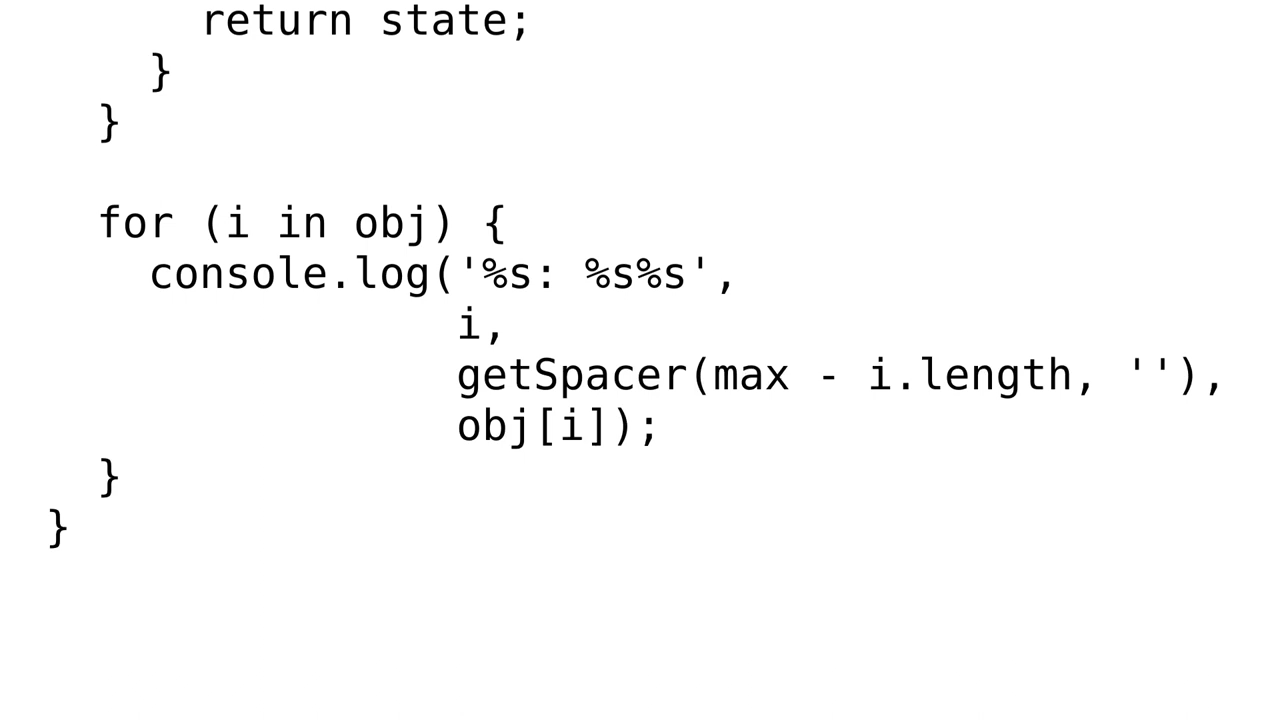 return state;
    }
  }

  for (i in obj) {
    console.log('%s: %s%s',
                i,
                getSpacer(max - i.length, ''),
                obj[i]);
  }
}